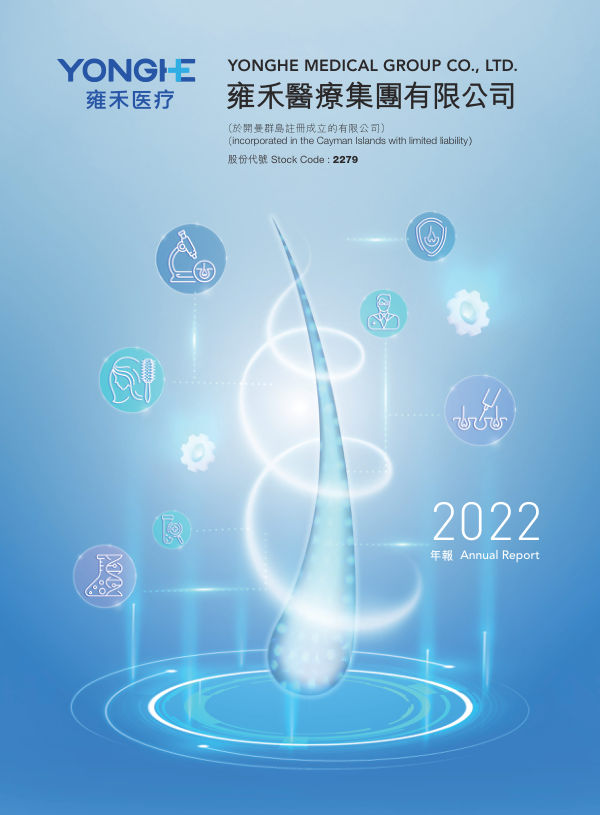 YONGHE
雍禾医疗
YONGHE MEDICAL GROUP CO., LTD.
雍禾醫療集團有限公司
（於開曼群島註冊成立的有限公司）
(incorporated in the Cayman Islands with limited liability)
股份代號 Stock Code : 2279
2022
年報 Annual Report